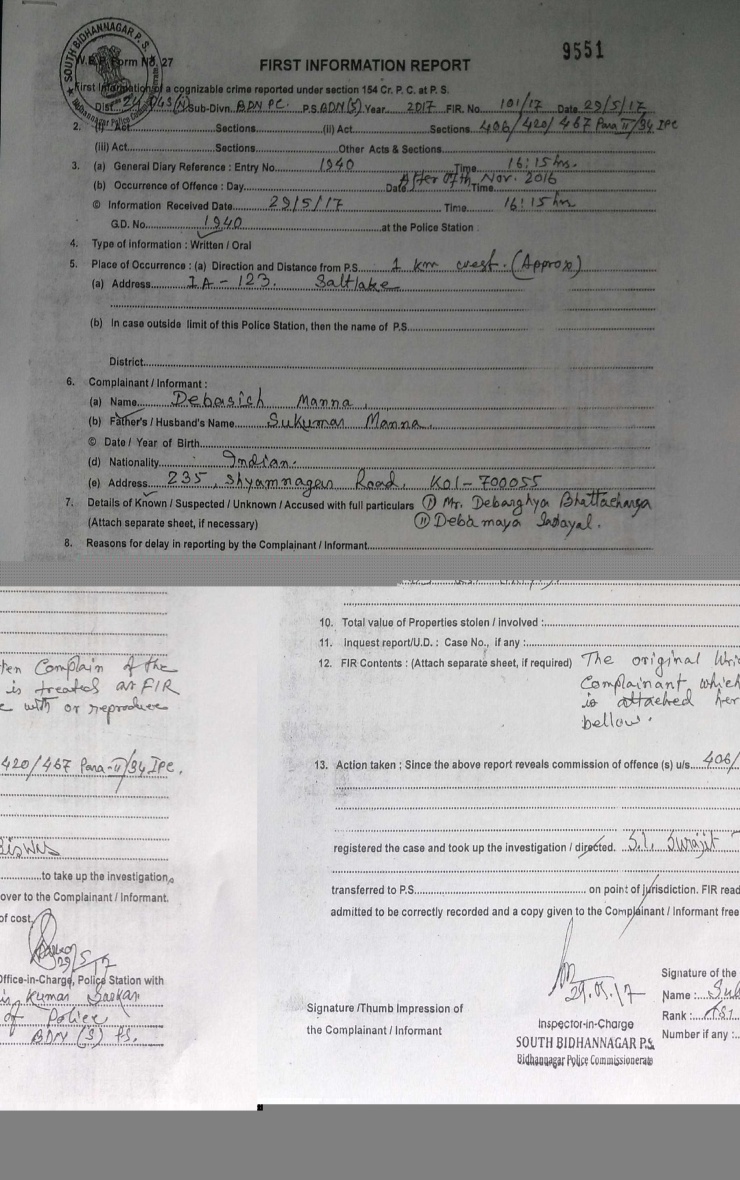 SOUTH BIDHANNAGAR P.S.
Bidhannagar Police Commissionerate
W.B.P. Form No. 27
9551
FIRST INFORMATION REPORT
First Information of a cognizable crime reported under section 154 Cr. P. C. at P. S.
Dist. Sub-Divn. BDN PC. P.S. BDN(S) Year 2017 FIR. No. 101/17 Date 29/5/17
2. (i) Act Sections (ii) Act Sections 406/420/467 Para II/34 IPC
(iii) Act Sections Other Acts & Sections
3. (a) General Diary Reference : Entry No. 1940 Time 16:15 hrs.
(b) Occurrence of Offence : Day Date After 07th Nov. 2016 Time
© Information Received Date 29/5/17 Time 16:15 hrs
G.D. No. 1940 at the Police Station :
4. Type of information : Written / Oral
5. Place of Occurrence : (a) Direction and Distance from P.S. 1 km west. (Approx)
(a) Address IA - 123. Saltlake
(b) In case outside limit of this Police Station, then the name of P.S.
District
6. Complainant / Informant :
(a) Name Debasich Manna.
(b) Father's / Husband's Name Sukumar Manna.
© Date / Year of Birth
(d) Nationality Indian.
(e) Address 235, Shyamnagar Road, Kol-700055
7. Details of Known / Suspected / Unknown / Accused with full particulars (I) Mr. Debarghya Bhattacharya
(Attach separate sheet, if necessary) (II) Debamaya
8. Reasons for delay in reporting by the Complainant / Informant
ten Complain of the
is treated as FIR
e with or reproduce
420/467 Para-II/34 IPC.
to take up the investigation
over to the Complainant / Informant.
of cost.
29/5/17
Office-in-Charge, Police Station with
Kumar Sarkar
of Police
BDN (S) PS.
10. Total value of Properties stolen / involved :
11. Inquest report/U.D. : Case No., if any :
12. FIR Contents : (Attach separate sheet, if required) The original Wri
Complainant which
is attached her
bellow.
13. Action taken : Since the above report reveals commission of offence (s) u/s 406/
registered the case and took up the investigation / directed. S.I. Surajit
transferred to P.S. on point of jurisdiction. FIR read
admitted to be correctly recorded and a copy given to the Complainant / Informant free
29.05.17
Signature /Thumb Impression of
the Complainant / Informant
Inspector-in-Charge
SOUTH BIDHANNAGAR P.S.
Bidhannagar Police Commissionerate
Signature of the
Name :
Rank :
Number if any :